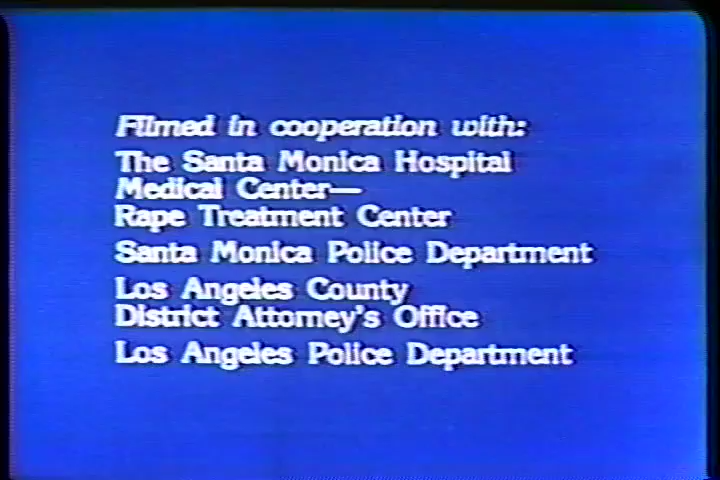 Filmed in cooperation with:
The Santa Monica Hospital
Medical Center—
Rape Treatment Center
Santa Monica Police Department
Los Angeles County
District Attorney's Office
Los Angeles Police Department